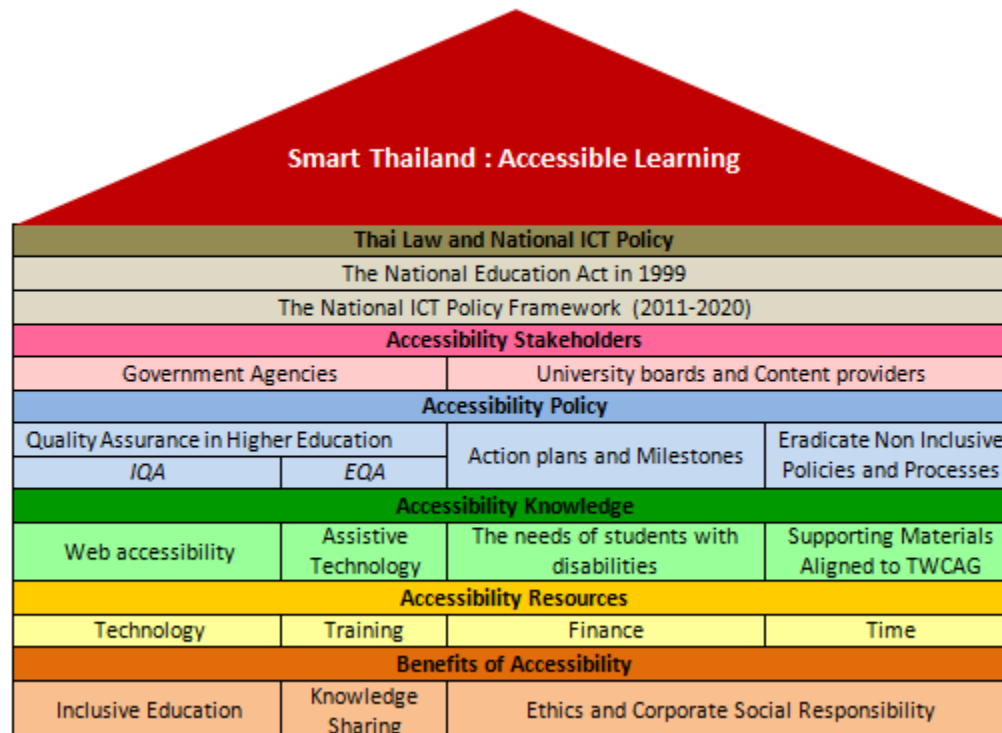 Smart Thailand : Accessible Learning
Thai Law and National ICT Policy
The National Education Act in 1999
The National ICT Policy Framework (2011-2020)
Accessibility Stakeholders
Government Agencies
University boards and Content providers
Accessibility Policy
Quality Assurance in Higher Education
IQA
EQA
Action plans and Milestones
Eradicate Non Inclusive
Policies and Processes
Accessibility Knowledge
Web accessibility
Assistive
Technology
The needs of students with
disabilities
Supporting Materials
Aligned to TWCAG
Accessibility Resources
Technology
Training
Finance
Time
Benefits of Accessibility
Inclusive Education
Knowledge
Sharing
Ethics and Corporate Social Responsibility